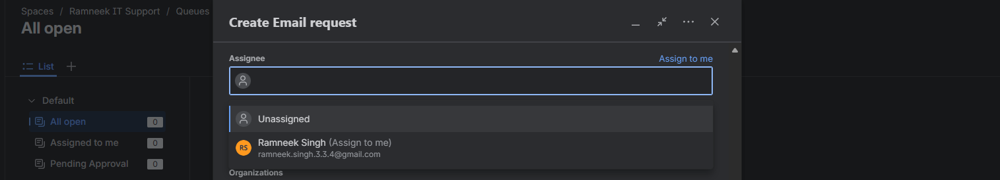 Spaces / Ramneek IT Support / Queues
All open
List
Default
All open 0
Assigned to me 0
Pending Approval 0
Create Email request
Assignee
Assign to me
Unassigned
RS
Ramneek Singh (Assign to me)
ramneek.singh.3.3.4@gmail.com
Organizations